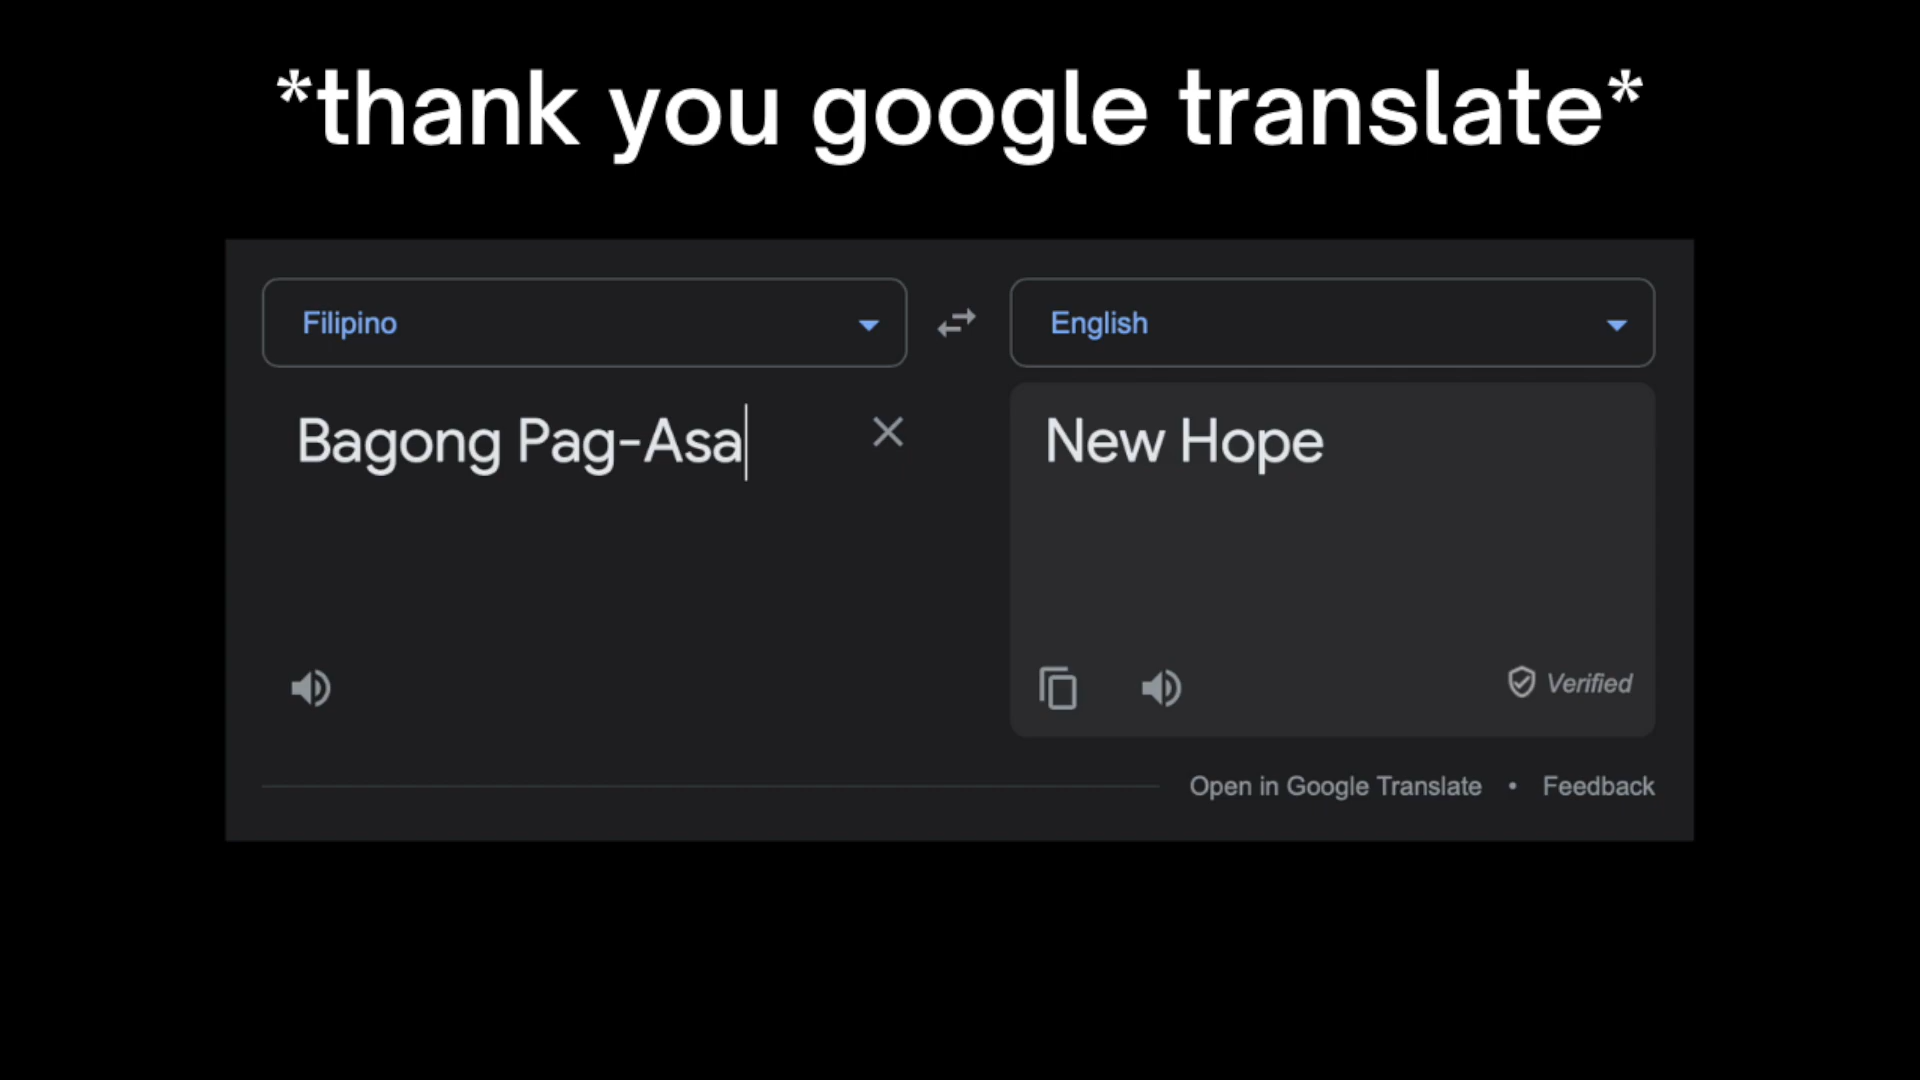 *thank you google translate*
Filipino
English
Bagong Pag-Asa
New Hope
Verified
Open in Google Translate • Feedback